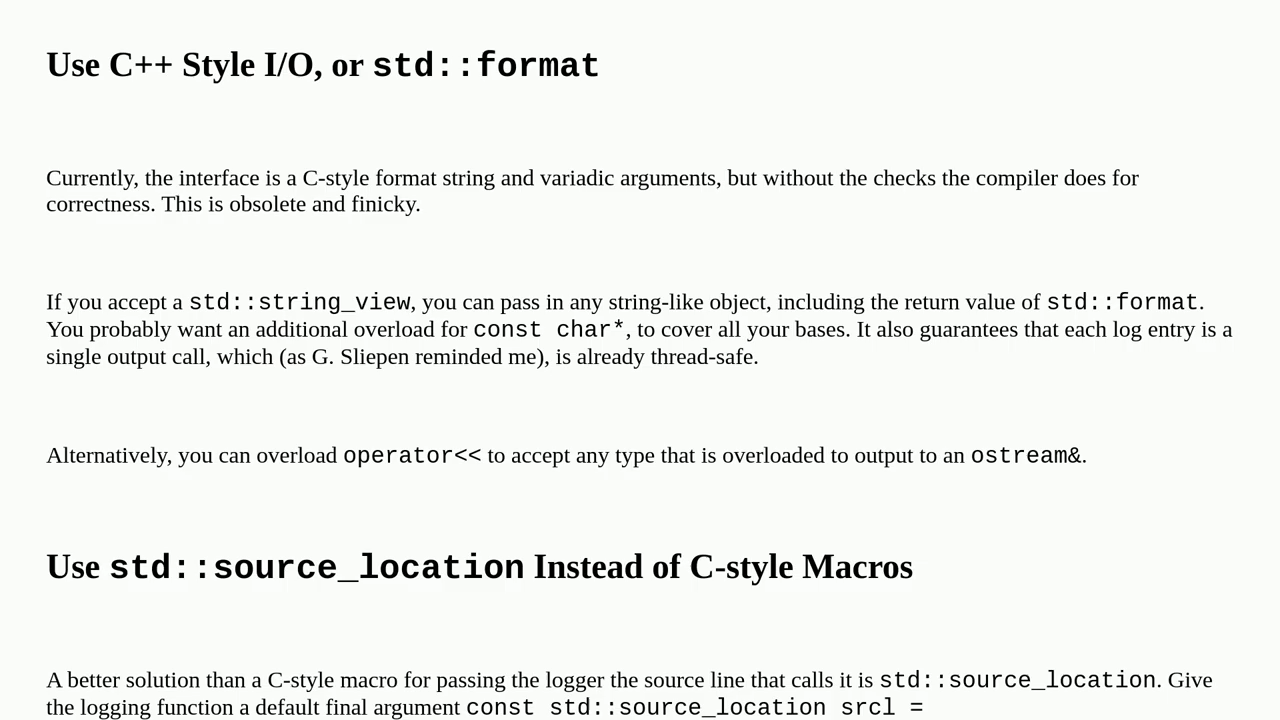 Use C++ Style I/O, or std::format
Currently, the interface is a C-style format string and variadic arguments, but without the checks the compiler does for
correctness. This is obsolete and finicky.
If you accept a std::string_view, you can pass in any string-like object, including the return value of std::format.
You probably want an additional overload for const char*, to cover all your bases. It also guarantees that each log entry is a
single output call, which (as G. Sliepen reminded me), is already thread-safe.
Alternatively, you can overload operator<< to accept any type that is overloaded to output to an ostream&.
Use std::source_location Instead of C-style Macros
A better solution than a C-style macro for passing the logger the source line that calls it is std::source_location. Give
the logging function a default final argument const std::source_location srcl =